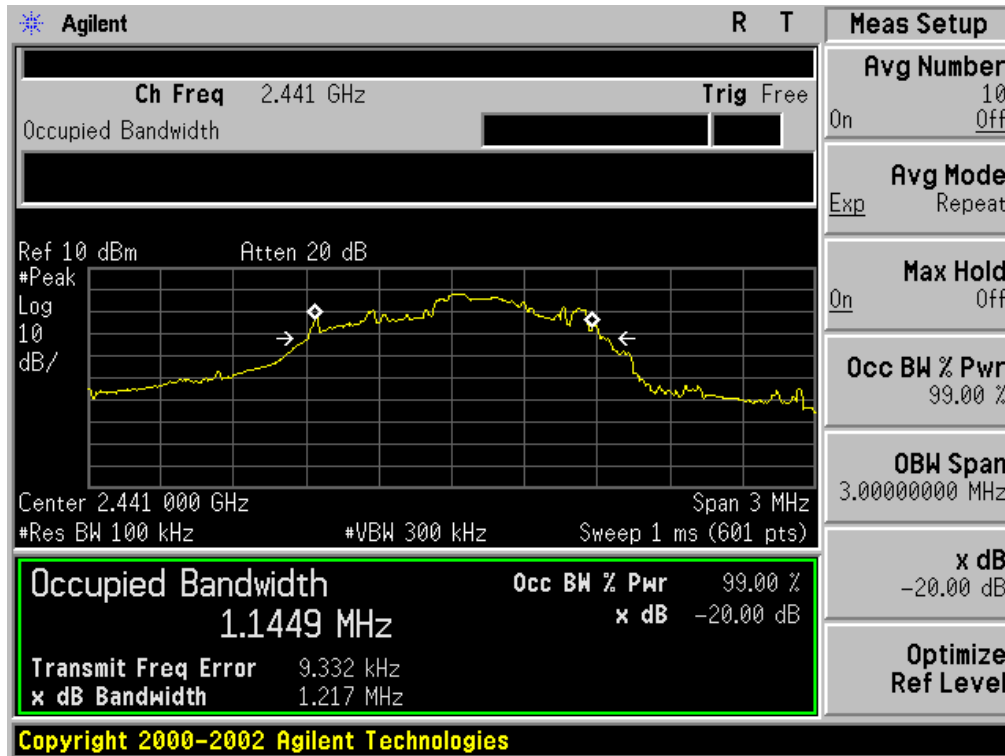 Agilent R T
Ch Freq 2.441 GHz Trig Free
Occupied Bandwidth
Ref 10 dBm Atten 20 dB
#Peak
Log
10
dB/
Center 2.441 000 GHz Span 3 MHz
#Res BW 100 kHz #VBW 300 kHz Sweep 1 ms (601 pts)
Occupied Bandwidth
1.1449 MHz
Occ BW % Pwr 99.00 %
x dB -20.00 dB
Transmit Freq Error 9.332 kHz
x dB Bandwidth 1.217 MHz
Copyright 2000-2002 Agilent Technologies
Meas Setup
Avg Number
10
On Off
Avg Mode
Exp Repeat
Max Hold
On Off
Occ BW % Pwr
99.00 %
OBW Span
3.00000000 MHz
x dB
-20.00 dB
Optimize
Ref Level